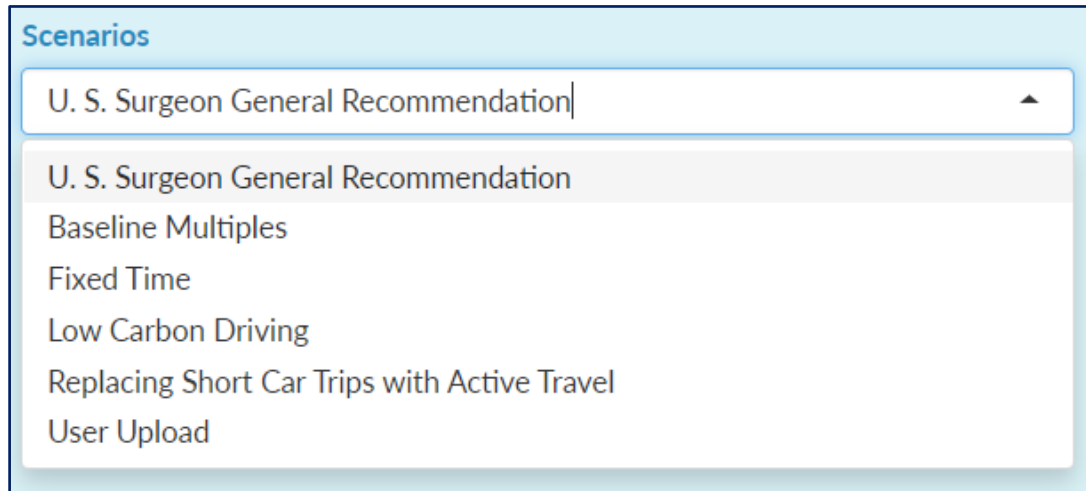 Scenarios
U. S. Surgeon General Recommendation
U. S. Surgeon General Recommendation
Baseline Multiples
Fixed Time
Low Carbon Driving
Replacing Short Car Trips with Active Travel
User Upload